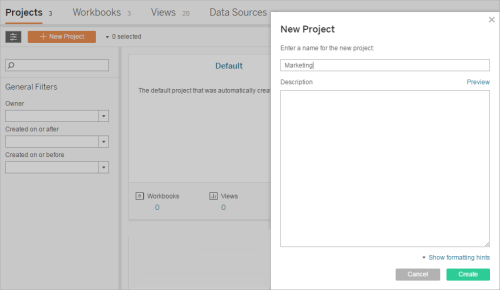 Projects 3 Workbooks 3 Views 20 Data Sources
+ New Project 0 selected
General Filters
Owner
Created on or after
Created on or before
Default
The default project that was automatically crea
Workbooks Views
0 0
New Project
Enter a name for the new project:
Marketing
Description Preview
Show formatting hints
Cancel Create